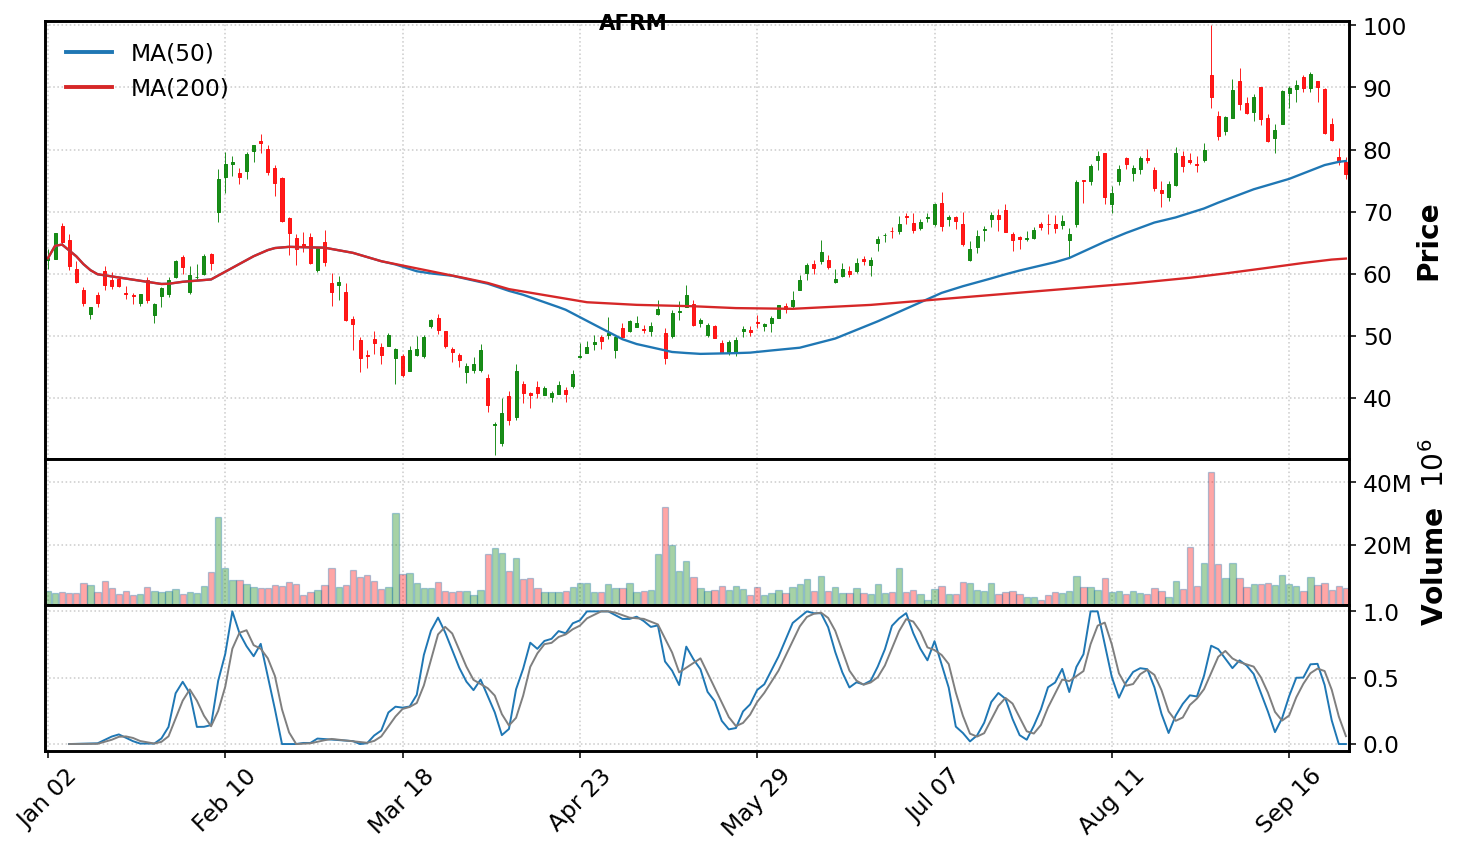 AFRM
MA(50)
MA(200)
100
90
80
70
60
50
40
Price
40M
20M
Volume 10^6
1.0
0.5
0.0
Jan 02
Feb 10
Mar 18
Apr 23
May 29
Jul 07
Aug 11
Sep 16